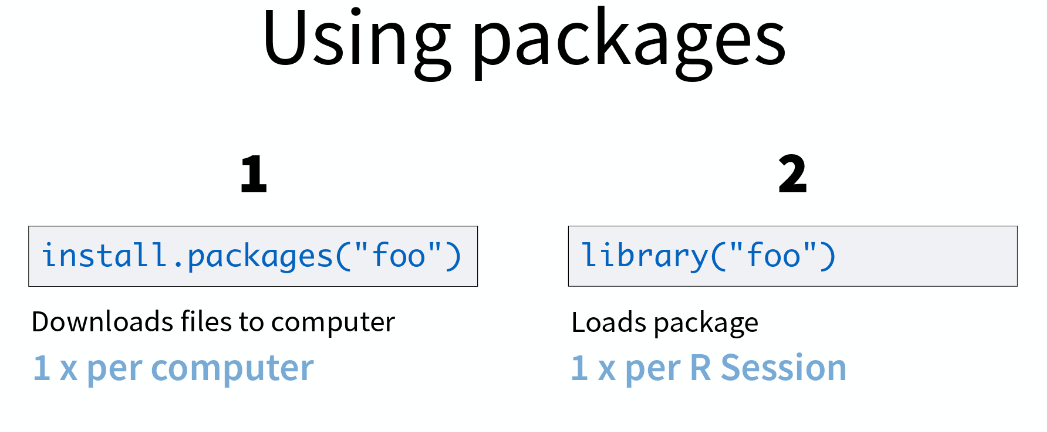 Using packages
1
install.packages("foo")
Downloads files to computer
1 x per computer
2
library("foo")
Loads package
1 x per R Session